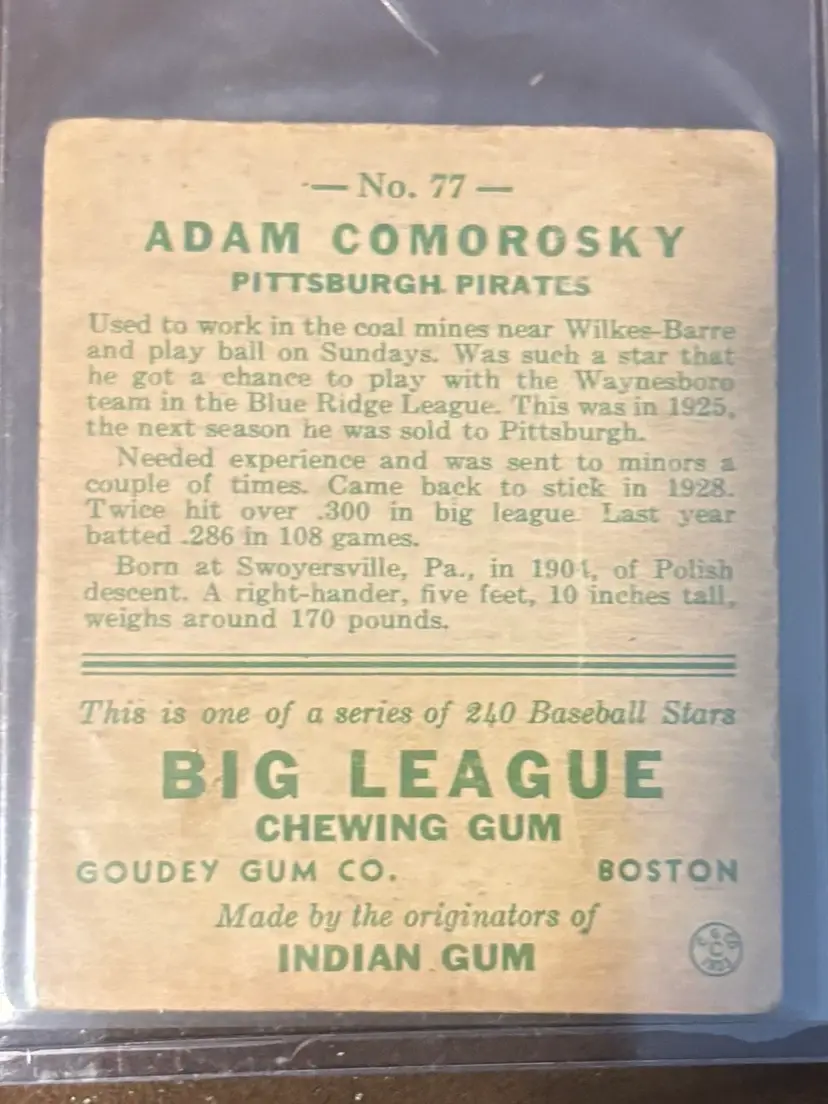 — No. 77 —
ADAM COMOROSKY
PITTSBURGH PIRATES
Used to work in the coal mines near Wilkes-Barre
and play ball on Sundays. Was such a star that
he got a chance to play with the Waynesboro
team in the Blue Ridge League. This was in 1925,
the next season he was sold to Pittsburgh.
Needed experience and was sent to minors a
couple of times. Came back to stick in 1928.
Twice hit over .300 in big league Last year
batted .286 in 108 games.
Born at Swoyersville, Pa., in 1904, of Polish
descent. A right-hander, five feet, 10 inches tall,
weighs around 170 pounds.
This is one of a series of 240 Baseball Stars
BIG LEAGUE
CHEWING GUM
GOUDEY GUM CO. BOSTON
Made by the originators of
INDIAN GUM